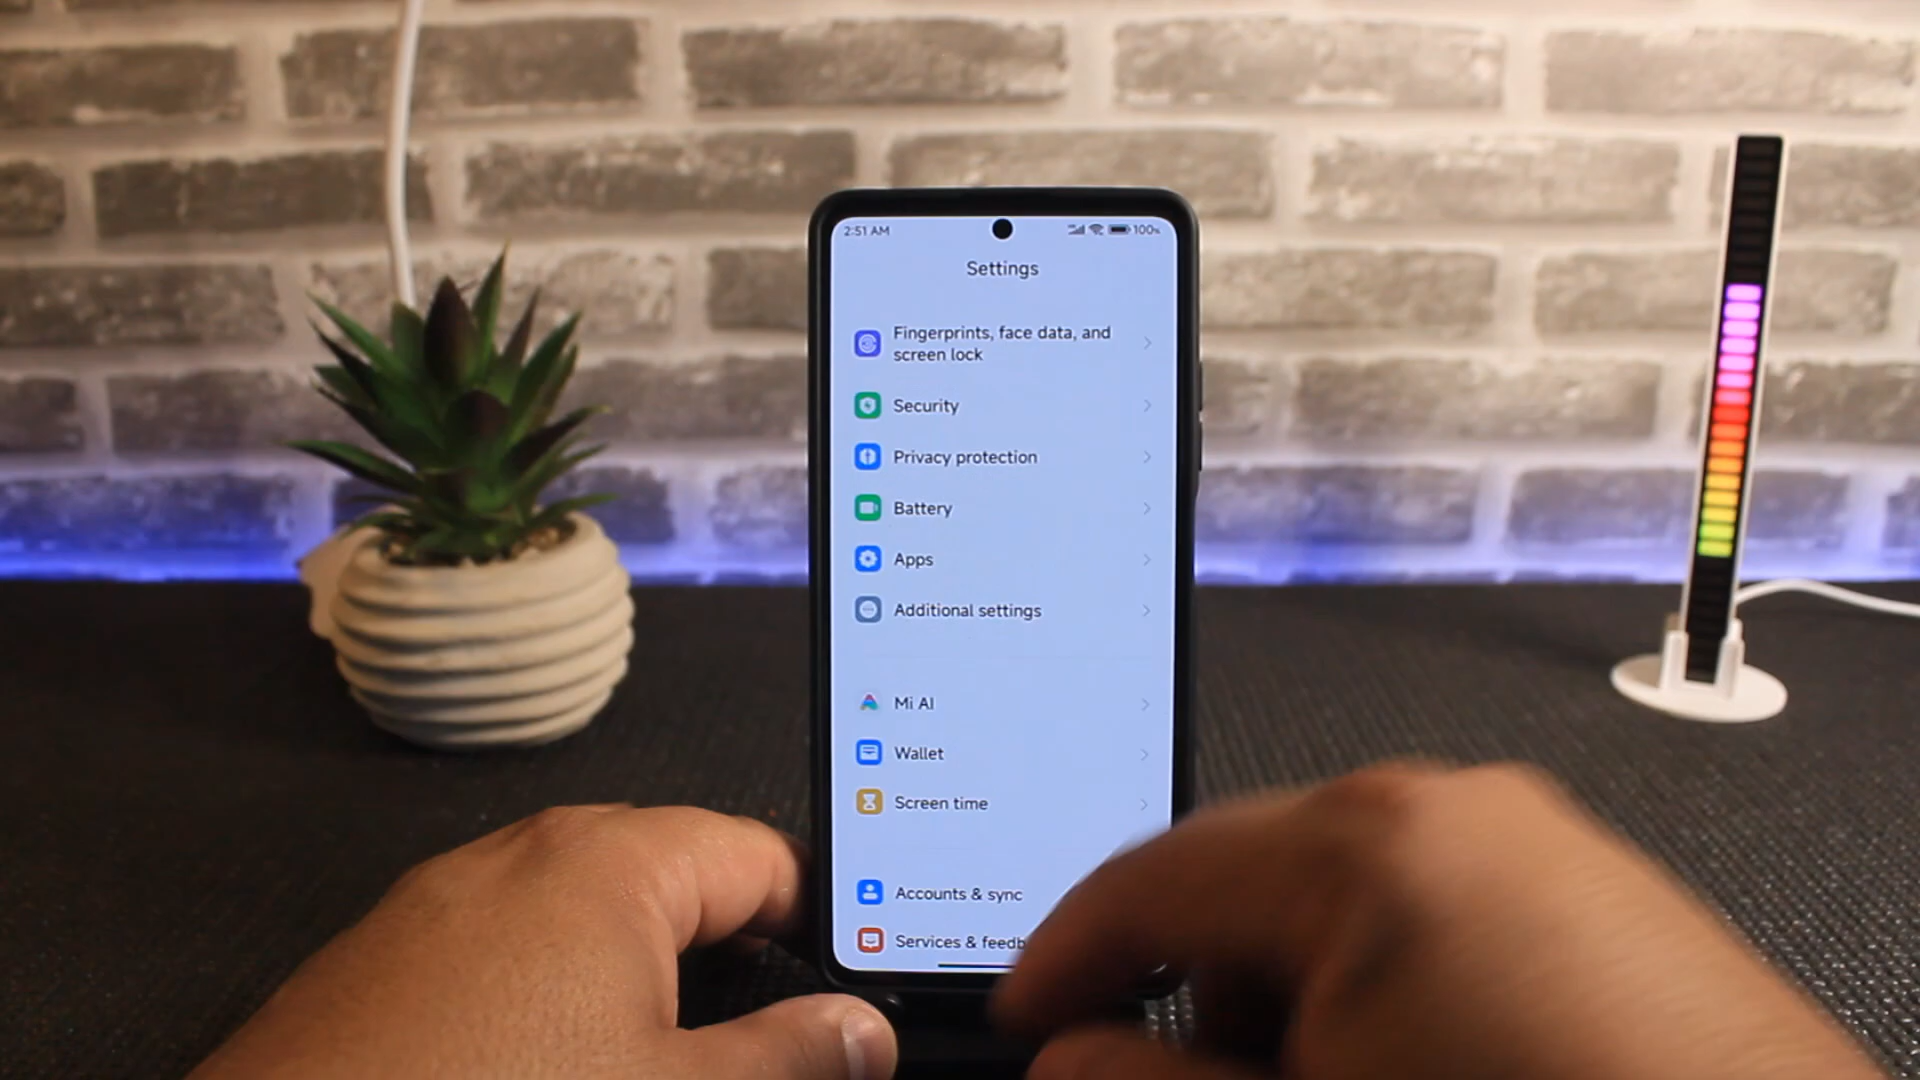 2:51 AM
100%
Settings
Fingerprints, face data, and
screen lock
Security
Privacy protection
Battery
Apps
Additional settings
Mi AI
Wallet
Screen time
Accounts & sync
Services & feedb